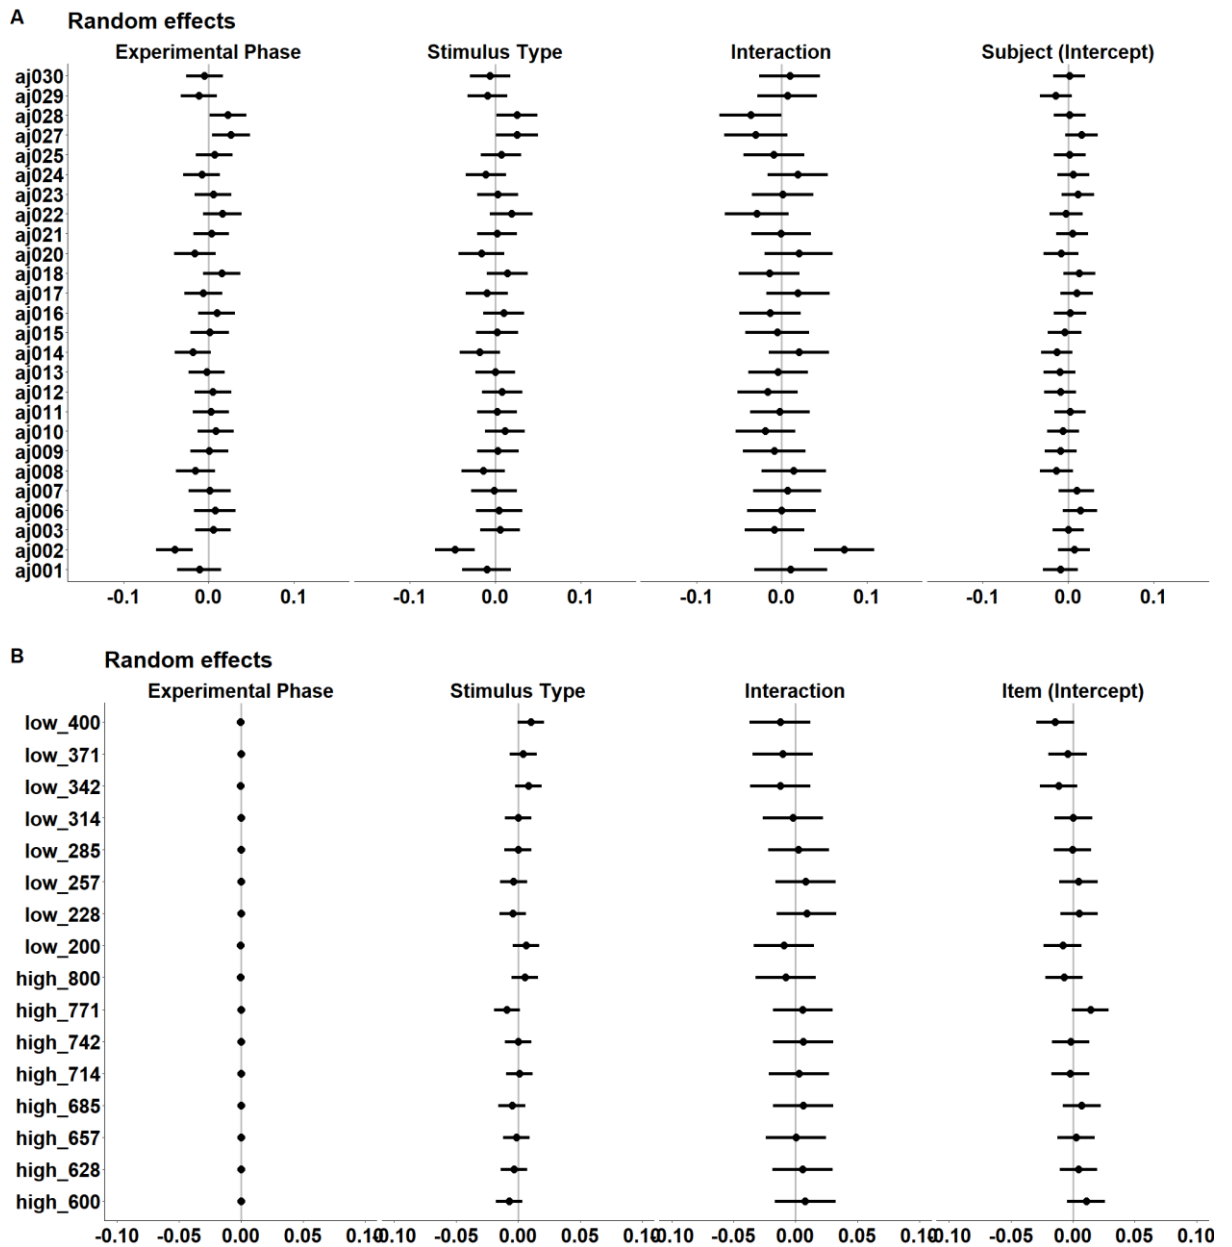 A
Random effects
Experimental Phase Stimulus Type Interaction Subject (Intercept)
aj030
aj029
aj028
aj027
aj025
aj024
aj023
aj022
aj021
aj020
aj018
aj017
aj016
aj015
aj014
aj013
aj012
aj011
aj010
aj009
aj008
aj007
aj006
aj003
aj002
aj001
-0.1 0.0 0.1 -0.1 0.0 0.1 -0.1 0.0 0.1 -0.1 0.0 0.1
B
Random effects
Experimental Phase Stimulus Type Interaction Item (Intercept)
low_400
low_371
low_342
low_314
low_285
low_257
low_228
low_200
high_800
high_771
high_742
high_714
high_685
high_657
high_628
high_600
-0.10 -0.05 0.00 0.05 0.10 -0.10 -0.05 0.00 0.05 -0.05 0.00 0.05 0.10 -0.10 -0.05 0.00 0.05 0.10